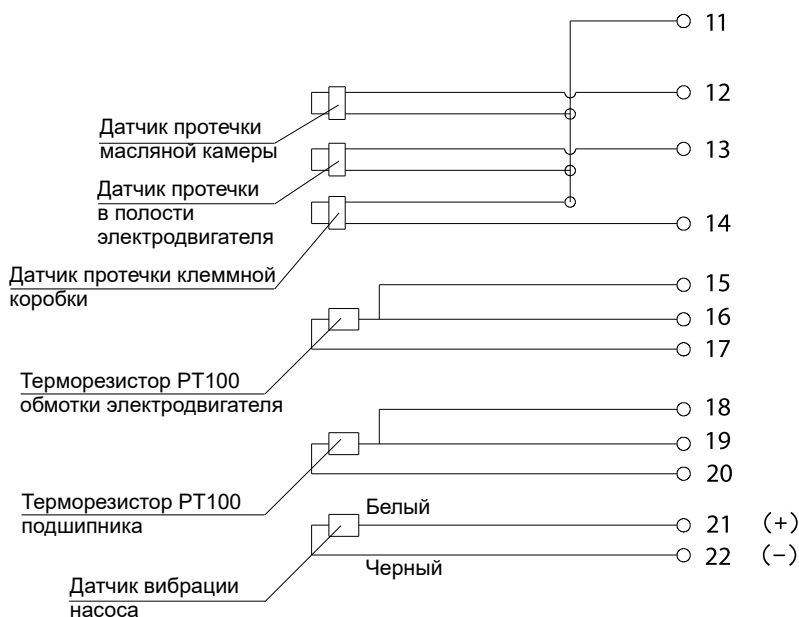 11
12
Датчик протечки
масляной камеры
13
Датчик протечки
в полости
электродвигателя
14
Датчик протечки клеммной
коробки
15
16
17
Терморезистор PT100
обмотки электродвигателя
18
19
20
Терморезистор PT100
подшипника
Белый
21 (+)
22 (−)
Черный
Датчик вибрации
насоса